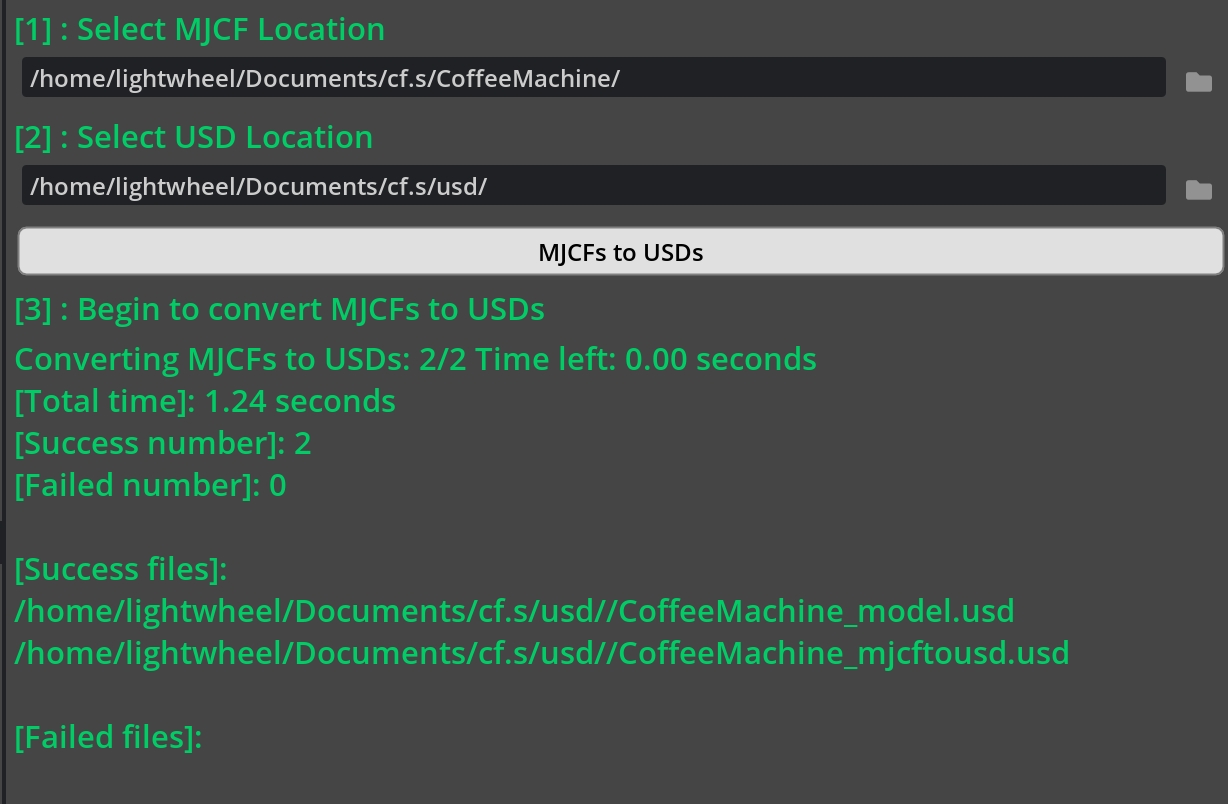 [1] : Select MJCF Location
/home/lightwheel/Documents/cf.s/CoffeeMachine/
[2] : Select USD Location
/home/lightwheel/Documents/cf.s/usd/
MJCFs to USDs
[3] : Begin to convert MJCFs to USDs
Converting MJCFs to USDs: 2/2 Time left: 0.00 seconds
[Total time]: 1.24 seconds
[Success number]: 2
[Failed number]: 0
[Success files]:
/home/lightwheel/Documents/cf.s/usd//CoffeeMachine_model.usd
/home/lightwheel/Documents/cf.s/usd//CoffeeMachine_mjcftousd.usd
[Failed files]: